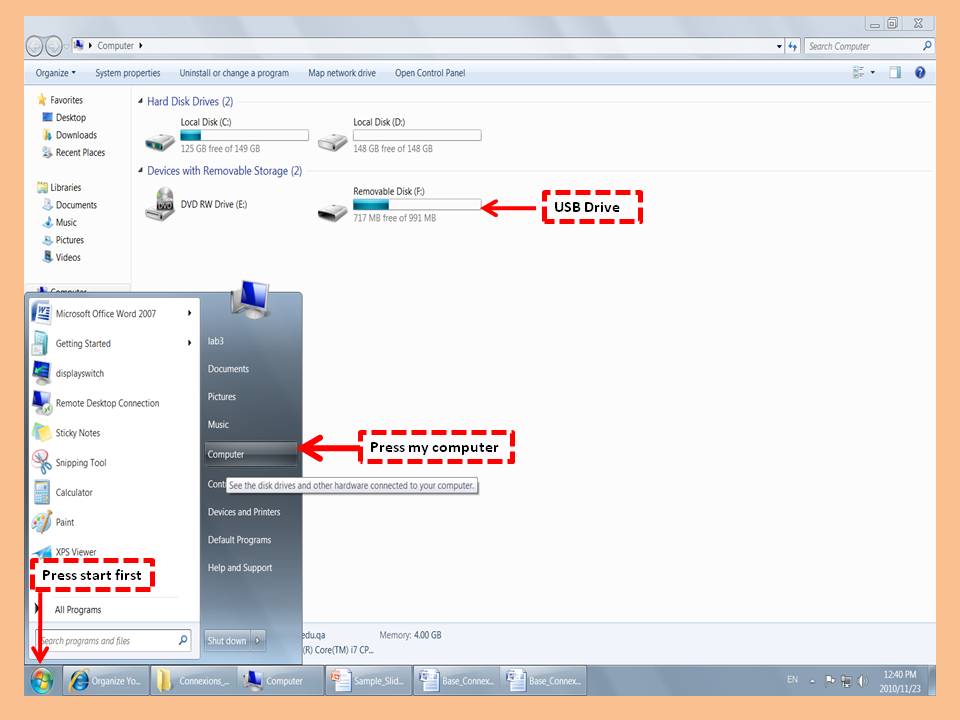 Computer
Search Computer
Organize
System properties
Uninstall or change a program
Map network drive
Open Control Panel
Favorites
Desktop
Downloads
Recent Places
Libraries
Documents
Music
Pictures
Videos
Computer
Hard Disk Drives (2)
Local Disk (C:)
125 GB free of 149 GB
Local Disk (D:)
148 GB free of 148 GB
Devices with Removable Storage (2)
DVD RW Drive (E:)
Removable Disk (F:)
717 MB free of 991 MB
USB Drive
Microsoft Office Word 2007
Getting Started
displayswitch
Remote Desktop Connection
Sticky Notes
Snipping Tool
Calculator
Paint
XPS Viewer
Press start first
All Programs
Search programs and files
lab3
Documents
Pictures
Music
Computer
Press my computer
Cont
See the disk drives and other hardware connected to your computer.
Devices and Printers
Default Programs
Help and Support
Shut down
edu.qa
Memory: 4.00 GB
(R) Core(TM) i7 CP...
Organize Yo...
Connexions_...
Computer
Sample_Slid...
Base_Connex...
Base_Connex...
EN
12:40 PM
2010/11/23